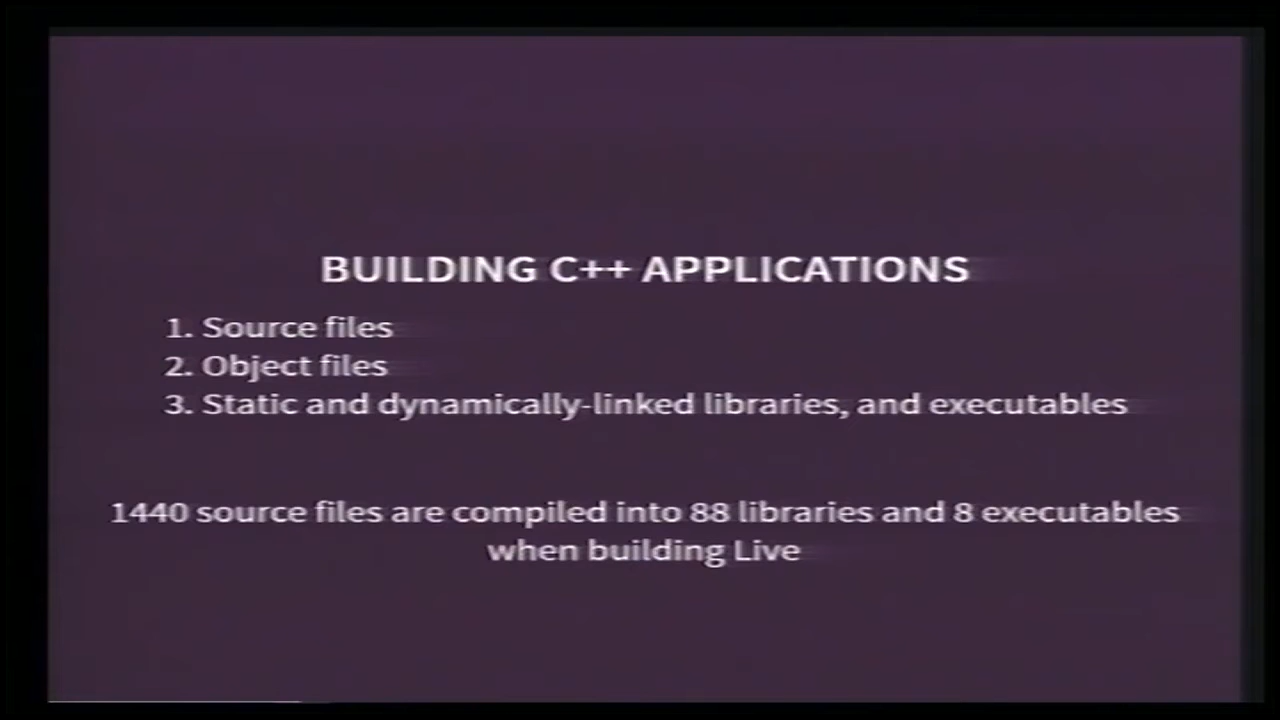 BUILDING C++ APPLICATIONS
1. Source files
2. Object files
3. Static and dynamically-linked libraries, and executables
1440 source files are compiled into 88 libraries and 8 executables
when building Live